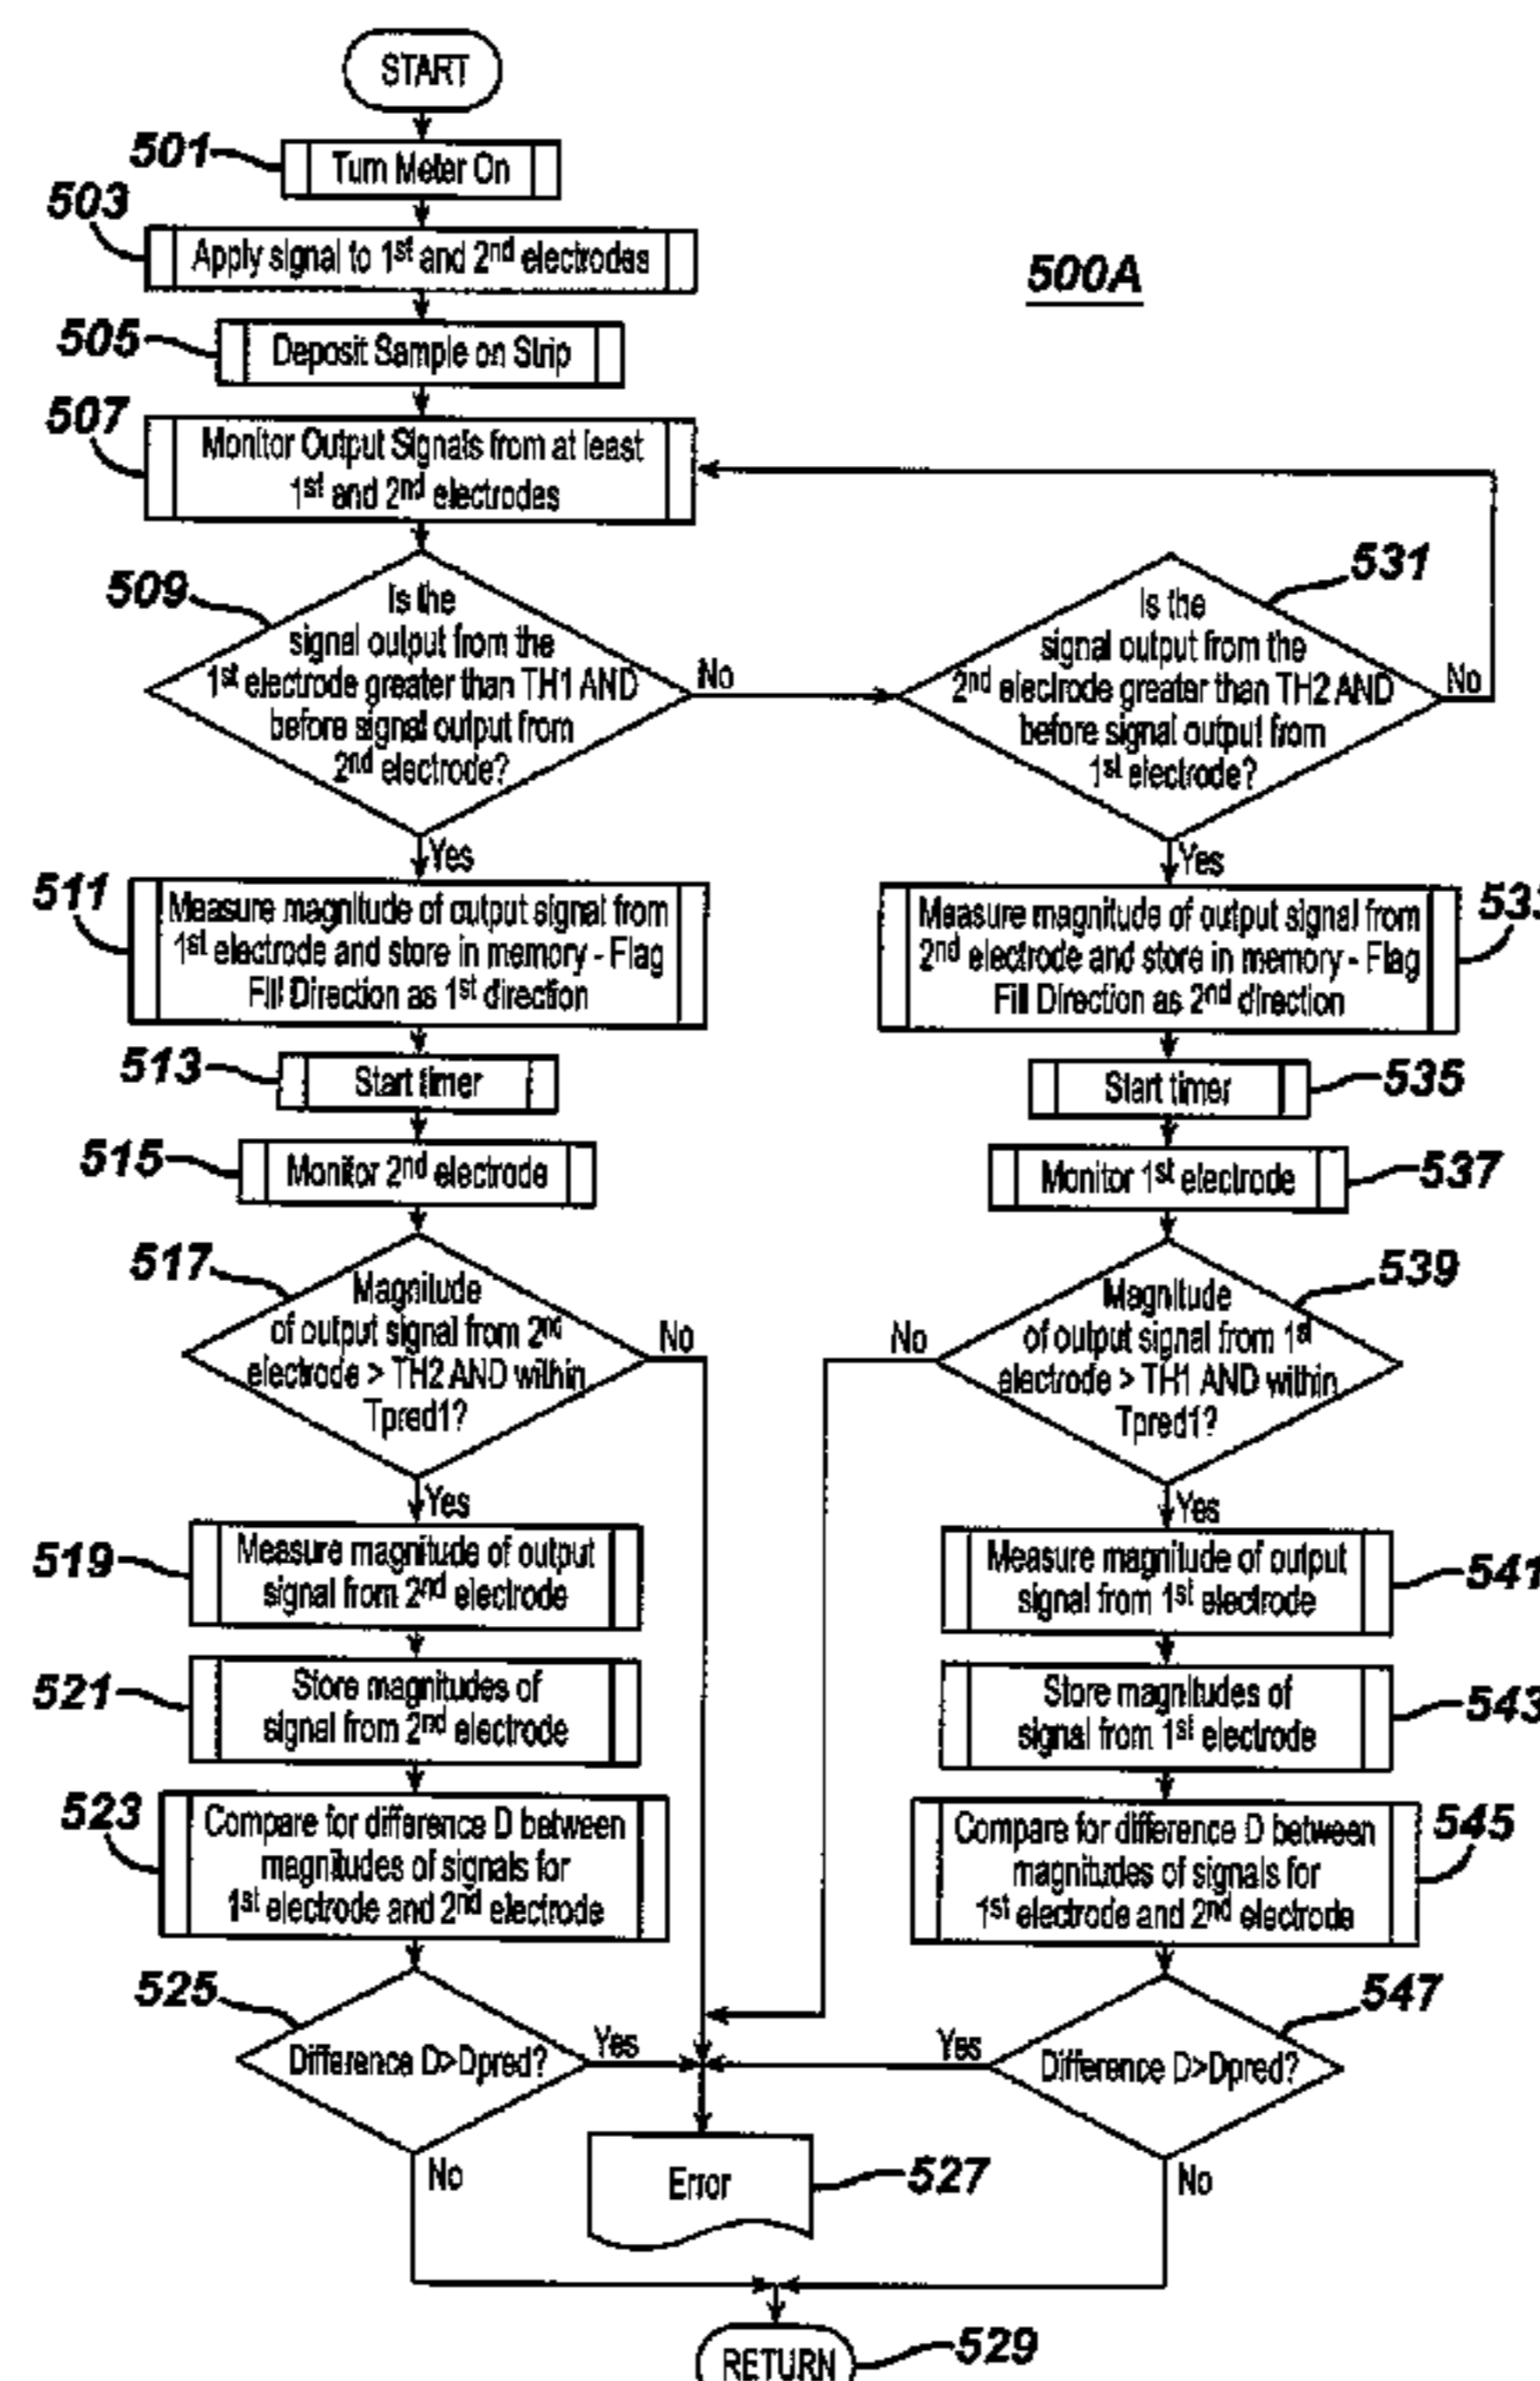 START
501
Turn Meter On
503
Apply signal to 1st and 2nd electrodes
500A
505
Deposit Sample on Strip
507
Monitor Output Signals from at least
1st and 2nd electrodes
509
Is the
signal output from the
1st electrode greater than TH1 AND
before signal output from
2nd electrode?
No
Yes
531
Is the
signal output from the
2nd electrode greater than TH2 AND
before signal output from
1st electrode?
No
Yes
511
Measure magnitude of output signal from
1st electrode and store in memory - Flag
Fill Direction as 1st direction
533
Measure magnitude of output signal from
2nd electrode and store in memory - Flag
Fill Direction as 2nd direction
513
Start timer
Start timer
535
515
Monitor 2nd electrode
Monitor 1st electrode
537
517
Magnitude
of output signal from 2nd
electrode > TH2 AND within
Tpred1?
No
Yes
539
Magnitude
of output signal from 1st
electrode > TH1 AND within
Tpred1?
No
Yes
519
Measure magnitude of output
signal from 2nd electrode
Measure magnitude of output
signal from 1st electrode
541
521
Store magnitudes of
signal from 2nd electrode
Store magnitudes of
signal from 1st electrode
543
523
Compare for difference D between
magnitudes of signals for
1st electrode and 2nd electrode
Compare for difference D between
magnitudes of signals for
1st electrode and 2nd electrode
545
525
Difference D>Dpred?
Yes
No
547
Difference D>Dpred?
Yes
No
Error
527
RETURN
529